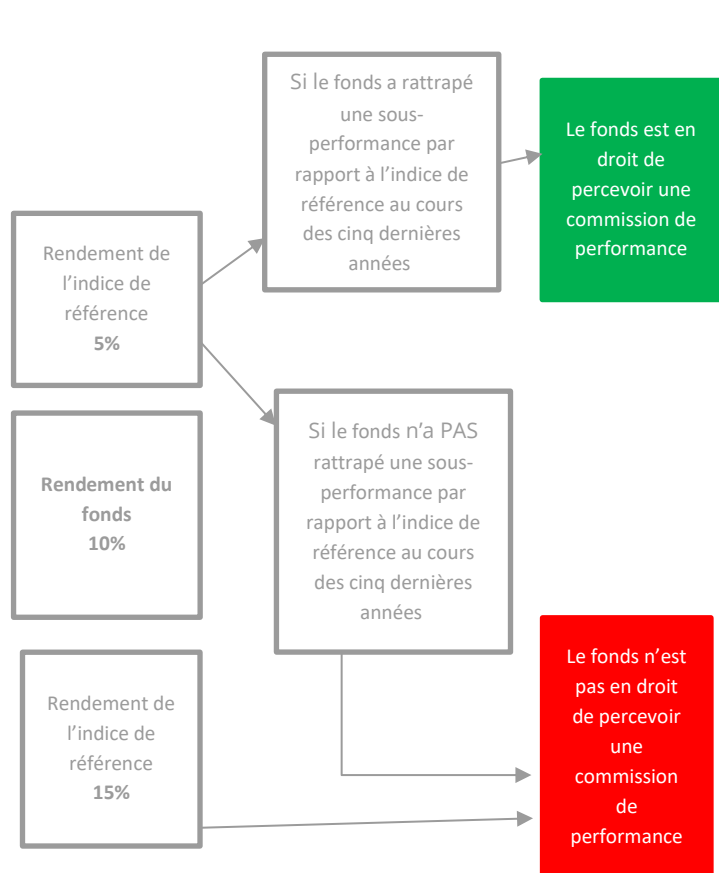 Si le fonds a rattrapé
une sous-
performance par
rapport à l'indice de
référence au cours
des cinq dernières
années
Le fonds est en
droit de
percevoir une
commission de
performance
Rendement de
l'indice de
référence
5%
Si le fonds n'a PAS
rattrapé une sous-
performance par
rapport à l'indice de
référence au cours
des cinq dernières
années
Rendement du
fonds
10%
Rendement de
l'indice de
référence
15%
Le fonds n'est
pas en droit
de percevoir
une
commission
de
performance